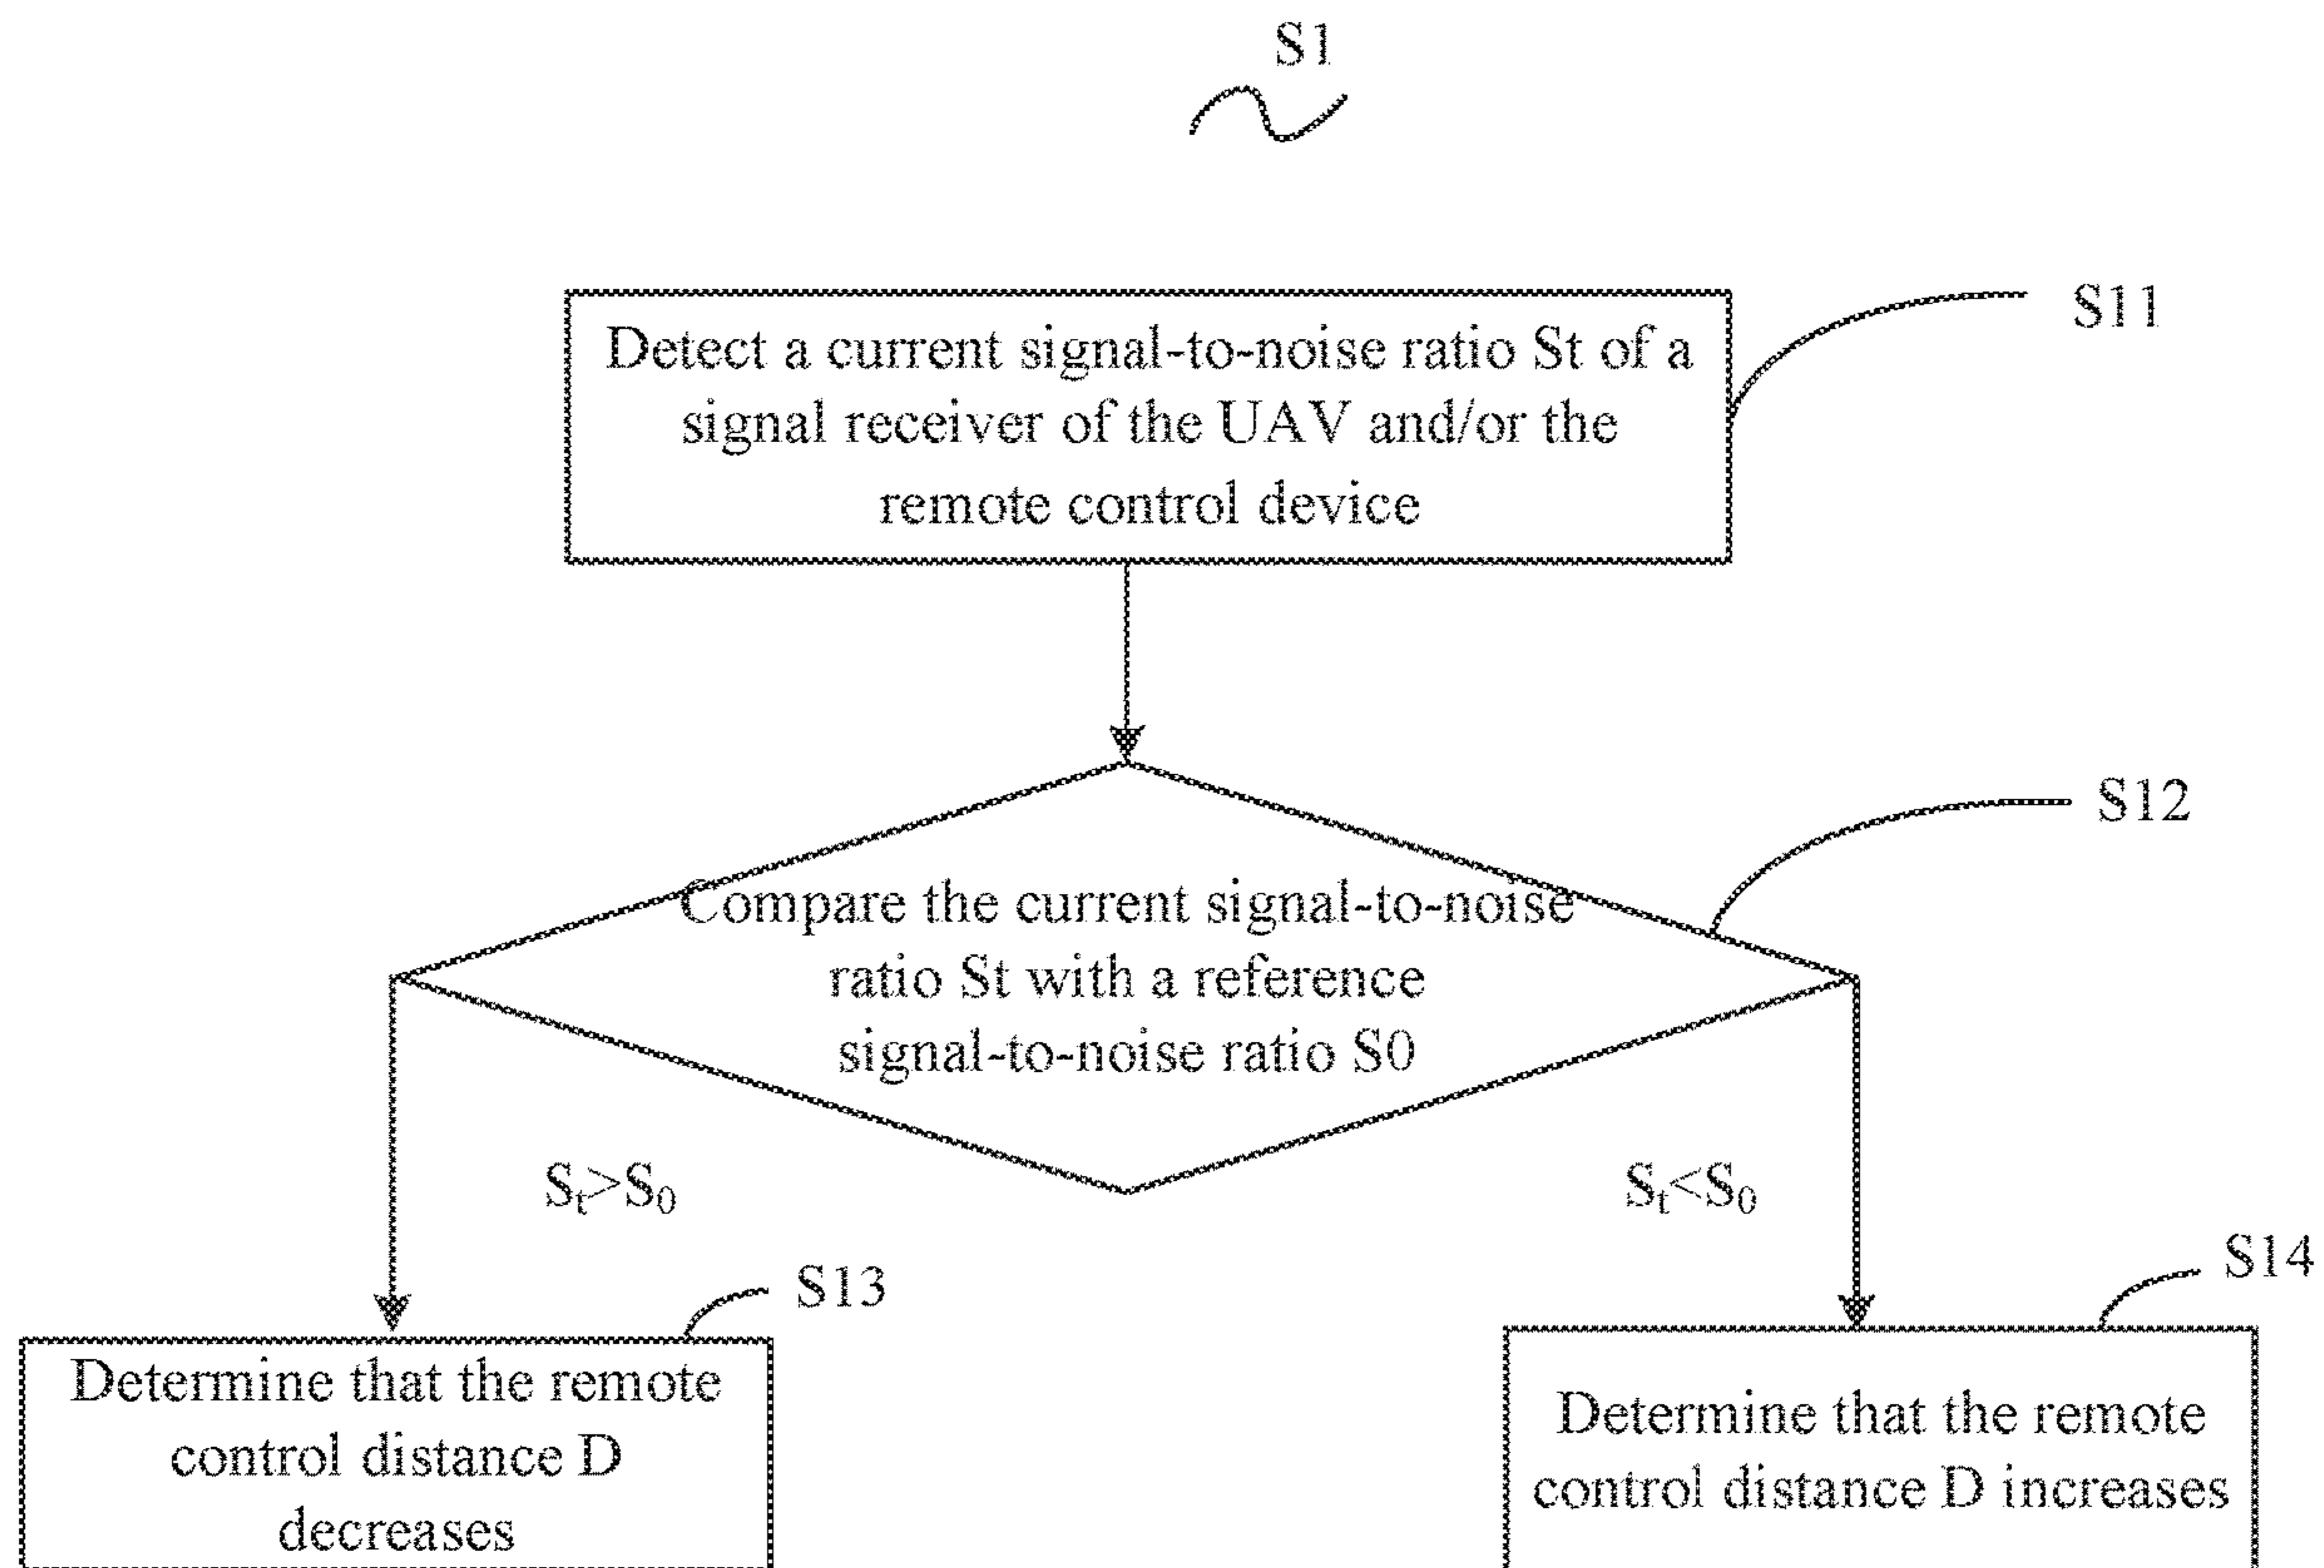 S1
Detect a current signal-to-noise ratio St of a
signal receiver of the UAV and/or the
remote control device
S11
Compare the current signal-to-noise
ratio St with a reference
signal-to-noise ratio S0
S12
St>S0
St<S0
S13
S14
Determine that the remote
control distance D
decreases
Determine that the remote
control distance D increases